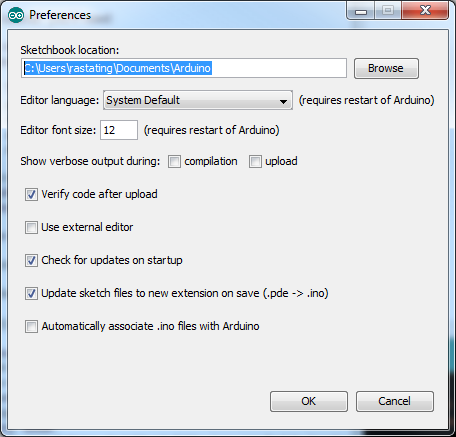 Preferences
Sketchbook location:
C:\Users\rastating\Documents\Arduino Browse
Editor language: System Default (requires restart of Arduino)
Editor font size: 12 (requires restart of Arduino)
Show verbose output during: compilation upload
Verify code after upload
Use external editor
Check for updates on startup
Update sketch files to new extension on save (.pde -> .ino)
Automatically associate .ino files with Arduino
OK Cancel